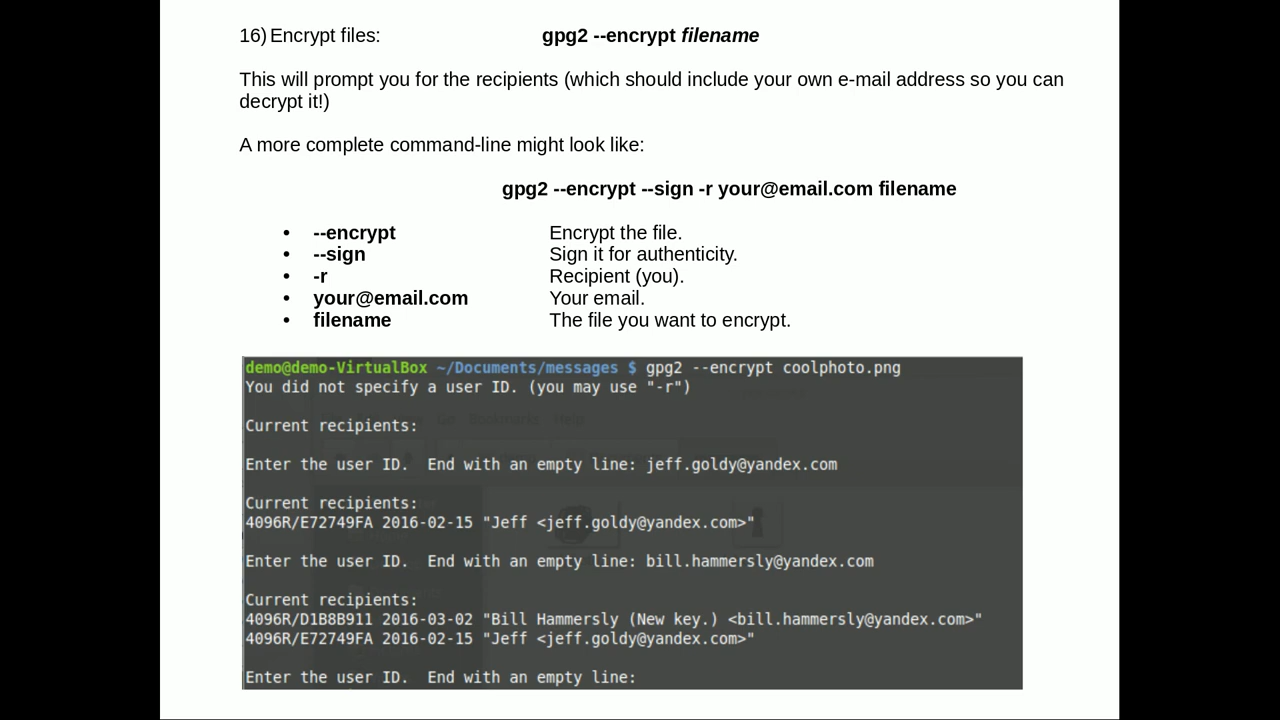 16) Encrypt files: gpg2 --encrypt filename
This will prompt you for the recipients (which should include your own e-mail address so you can
decrypt it!)
A more complete command-line might look like:
gpg2 --encrypt --sign -r your@email.com filename
• --encrypt Encrypt the file.
• --sign Sign it for authenticity.
• -r Recipient (you).
• your@email.com Your email.
• filename The file you want to encrypt.
demo@demo-VirtualBox ~/Documents/messages $ gpg2 --encrypt coolphoto.png
You did not specify a user ID. (you may use "-r")
Current recipients:
Enter the user ID.  End with an empty line: jeff.goldy@yandex.com
Current recipients:
4096R/E72749FA 2016-02-15 "Jeff <jeff.goldy@yandex.com>"
Enter the user ID.  End with an empty line: bill.hammersly@yandex.com
Current recipients:
4096R/D1B8B911 2016-03-02 "Bill Hammersly (New key.) <bill.hammersly@yandex.com>"
4096R/E72749FA 2016-02-15 "Jeff <jeff.goldy@yandex.com>"
Enter the user ID.  End with an empty line: